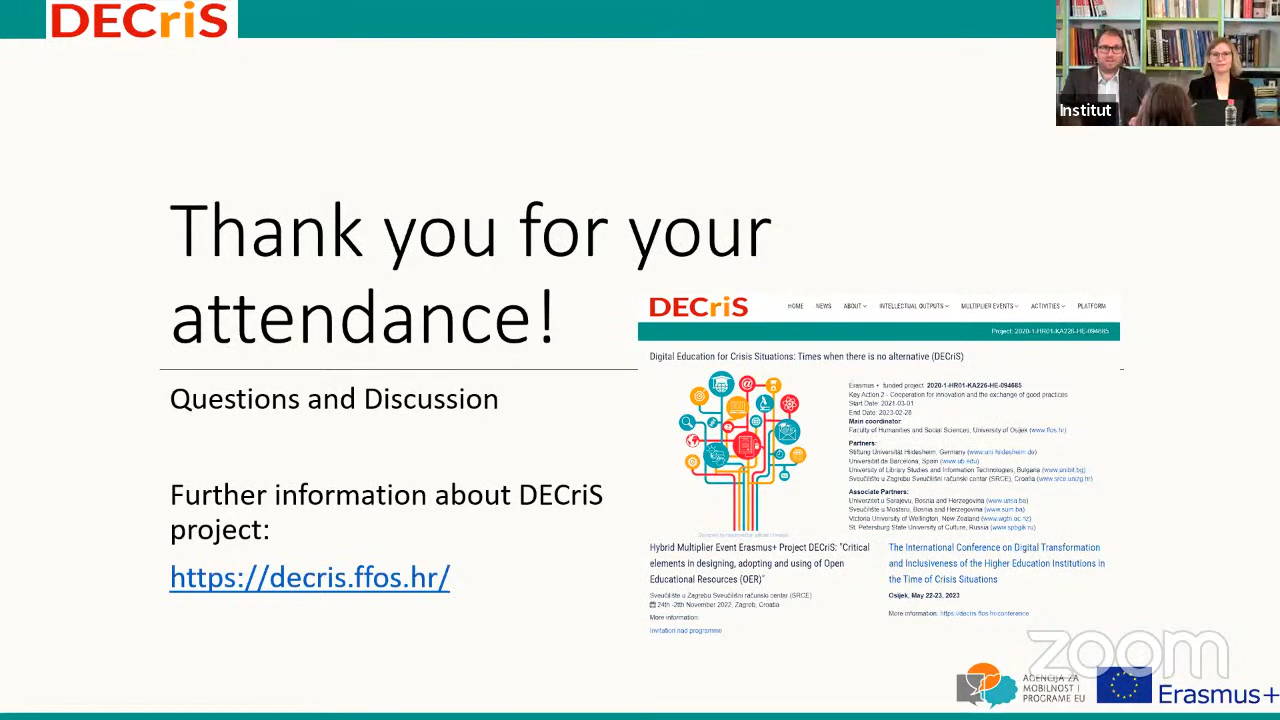 DECriS
Institut
Thank you for your
attendance!
Questions and Discussion
Further information about DECriS
project:
https://decris.ffos.hr/
DECriS
HOME NEWS ABOUT INTELLECTUAL OUTPUTS MULTIPLIER EVENTS ACTIVITIES PLATFORM
Project: 2020-1-HR01-KA226-HE-094685
Digital Education for Crisis Situations: Times when there is no alternative (DECriS)
Erasmus + funded project 2020-1-HR01-KA226-HE-094685
Key Action 2 - Cooperation for innovation and the exchange of good practices
Start Date: 2021-03-01
End Date: 2023-02-28
Main coordinator:
Faculty of Humanities and Social Sciences, University of Osijek (www.ffos.hr)
Partners:
Stiftung Universität Hildesheim, Germany (www.uni-hildesheim.de)
Universitat de Barcelona, Spain (www.ub.edu)
University of Library Studies and Information Technologies, Bulgaria (www.unibit.bg)
Sveučilište u Zagrebu Sveučilišni računski centar (SRCE), Croatia (www.srce.unizg.hr)
Associate Partners:
Univerzitet u Sarajevu, Bosnia and Herzegovina (www.unsa.ba)
Sveučilište u Mostaru, Bosnia and Herzegovina (www.sum.ba)
Victoria University of Wellington, New Zealand (www.wgtn.ac.nz)
St. Petersburg State University of Culture, Russia (www.spbgik.ru)
Hybrid Multiplier Event Erasmus+ Project DECriS: "Critical
elements in designing, adopting and using of Open
Educational Resources (OER)"
Sveučilište u Zagrebu Sveučilišni računski centar (SRCE)
24th -26th November 2022, Zagreb, Croatia
More information:
Invitation nad programme
The International Conference on Digital Transformation
and Inclusiveness of the Higher Education Institutions in
the Time of Crisis Situations
Osijek, May 22-23, 2023
More information: https://decris.ffos.hr/conference
zoom
AGENCIJA ZA
MOBILNOST I
PROGRAME EU
Erasmus+